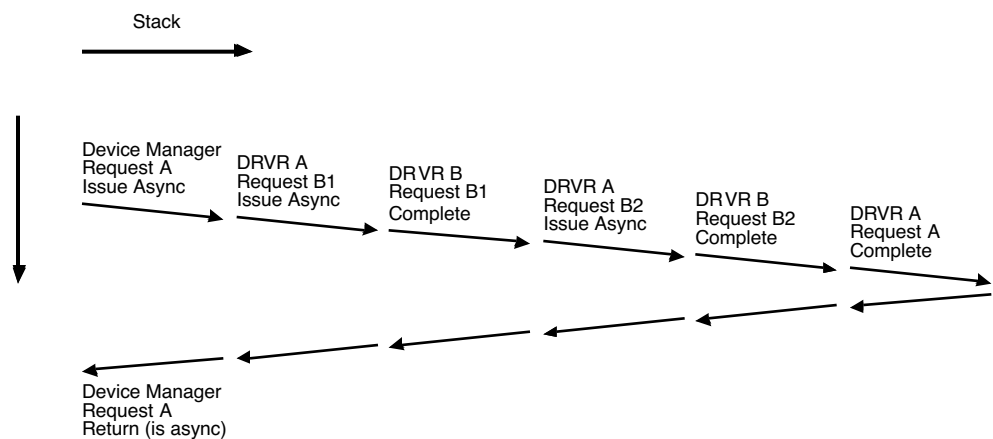 Stack
Device Manager
Request A
Issue Async
DRVR A
Request B1
Issue Async
DRVR B
Request B1
Complete
DRVR A
Request B2
Issue Async
DRVR B
Request B2
Complete
DRVR A
Request A
Complete
Device Manager
Request A
Return (is async)